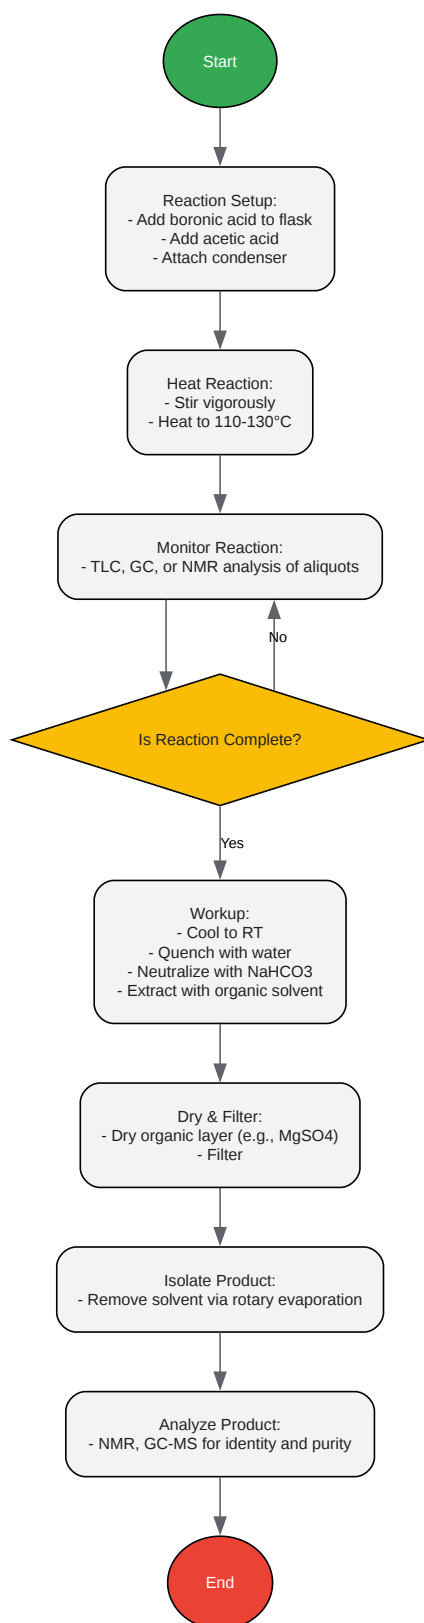 Start
Reaction Setup:
- Add boronic acid to flask
- Add acetic acid
- Attach condenser
Heat Reaction:
- Stir vigorously
- Heat to 110-130°C
Monitor Reaction:
- TLC, GC, or NMR analysis of aliquots
No
Is Reaction Complete?
Yes
Workup:
- Cool to RT
- Quench with water
- Neutralize with NaHCO3
- Extract with organic solvent
Dry & Filter:
- Dry organic layer (e.g., MgSO4)
- Filter
Isolate Product:
- Remove solvent via rotary evaporation
Analyze Product:
- NMR, GC-MS for identity and purity
End